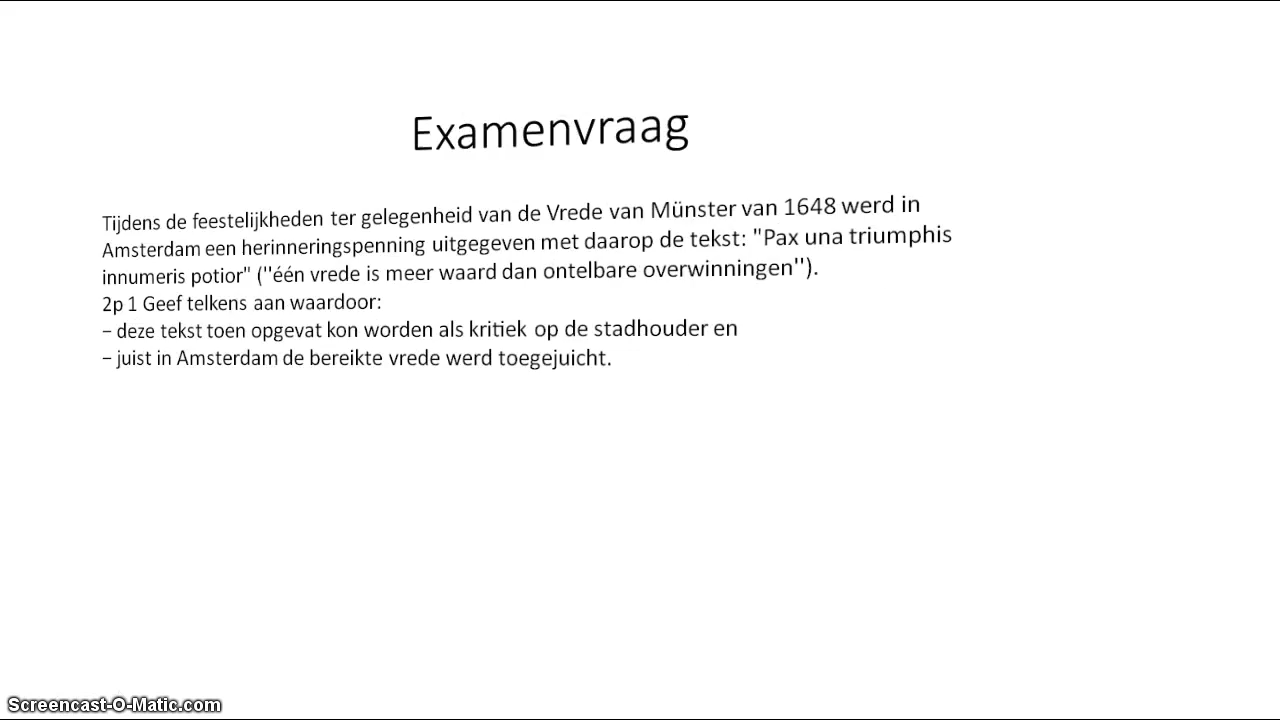 Examenvraag
Tijdens de feestelijkheden ter gelegenheid van de Vrede van Münster van 1648 werd in
Amsterdam een herinneringspenning uitgegeven met daarop de tekst: "Pax una triumphis
innumeris potior" (''één vrede is meer waard dan ontelbare overwinningen'').
2p 1 Geef telkens aan waardoor:
− deze tekst toen opgevat kon worden als kritiek op de stadhouder en
− juist in Amsterdam de bereikte vrede werd toegejuicht.
Screencast-O-Matic.com